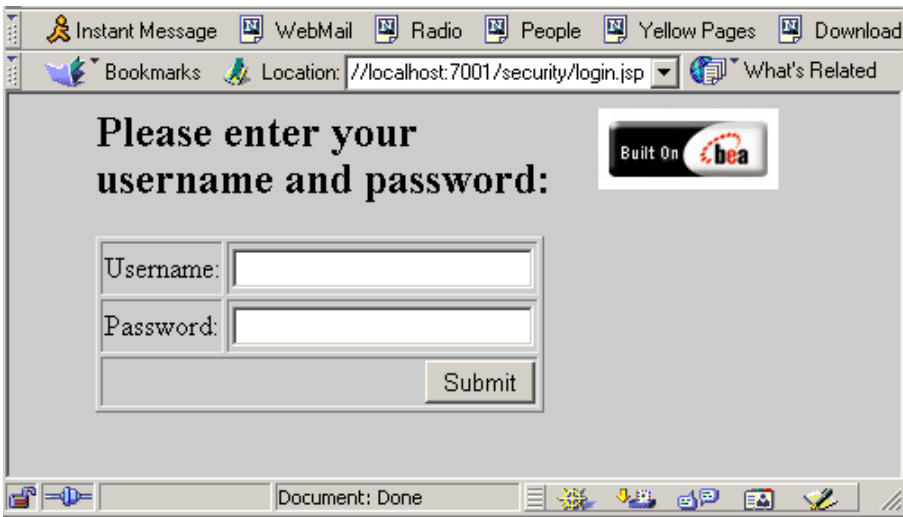 Instant Message WebMail Radio People Yellow Pages Download
Bookmarks Location: //localhost:7001/security/login.jsp What's Related
Please enter your
username and password:
Built On bea
Username:
Password:
Submit
Document: Done